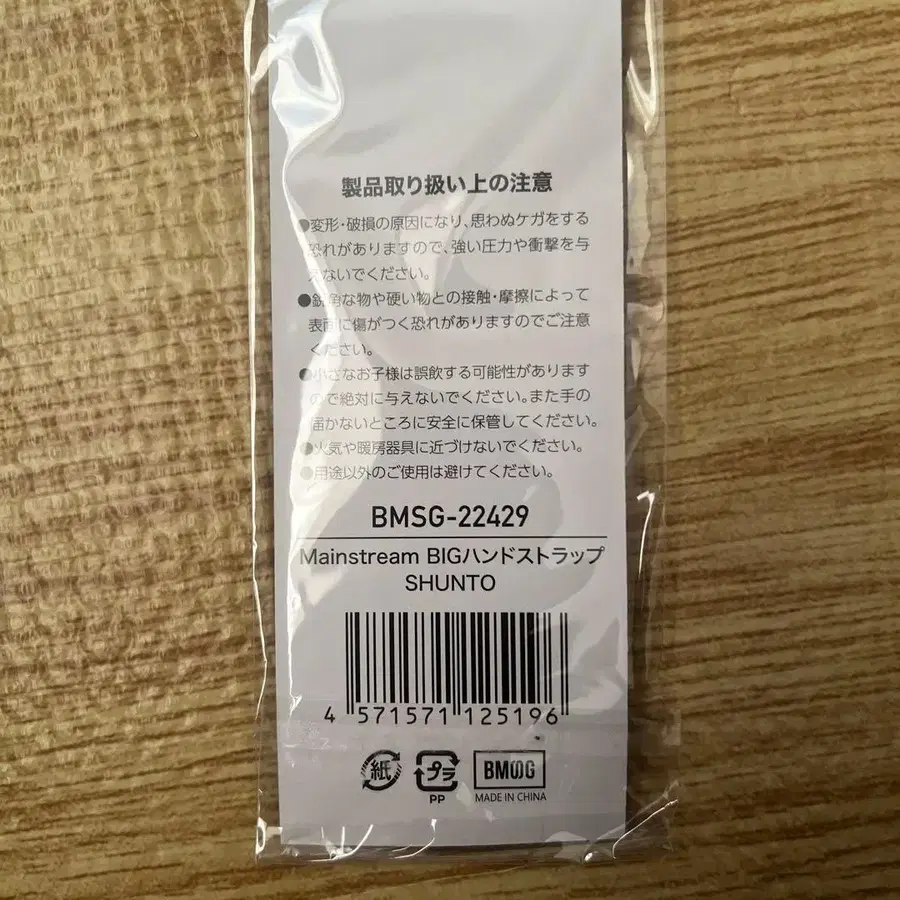 製品取り扱い上の注意
●変形・破損の原因になり、思わぬケガをする
恐れがありますので、強い圧力や衝撃を与
えないでください。
●鋭角な物や硬い物との接触・摩擦によって
表面に傷がつく恐れがありますのでご注意
ください。
●小さなお子様は誤飲する可能性があります
ので絶対に与えないでください。また手の
届かないところに安全に保管してください。
●火気や暖房器具に近づけないでください。
●用途以外のご使用は避けてください。
BMSG-22429
Mainstream BIGハンドストラップ
SHUNTO
4 571571 125196
紙 プラ BMSG
PP MADE IN CHINA